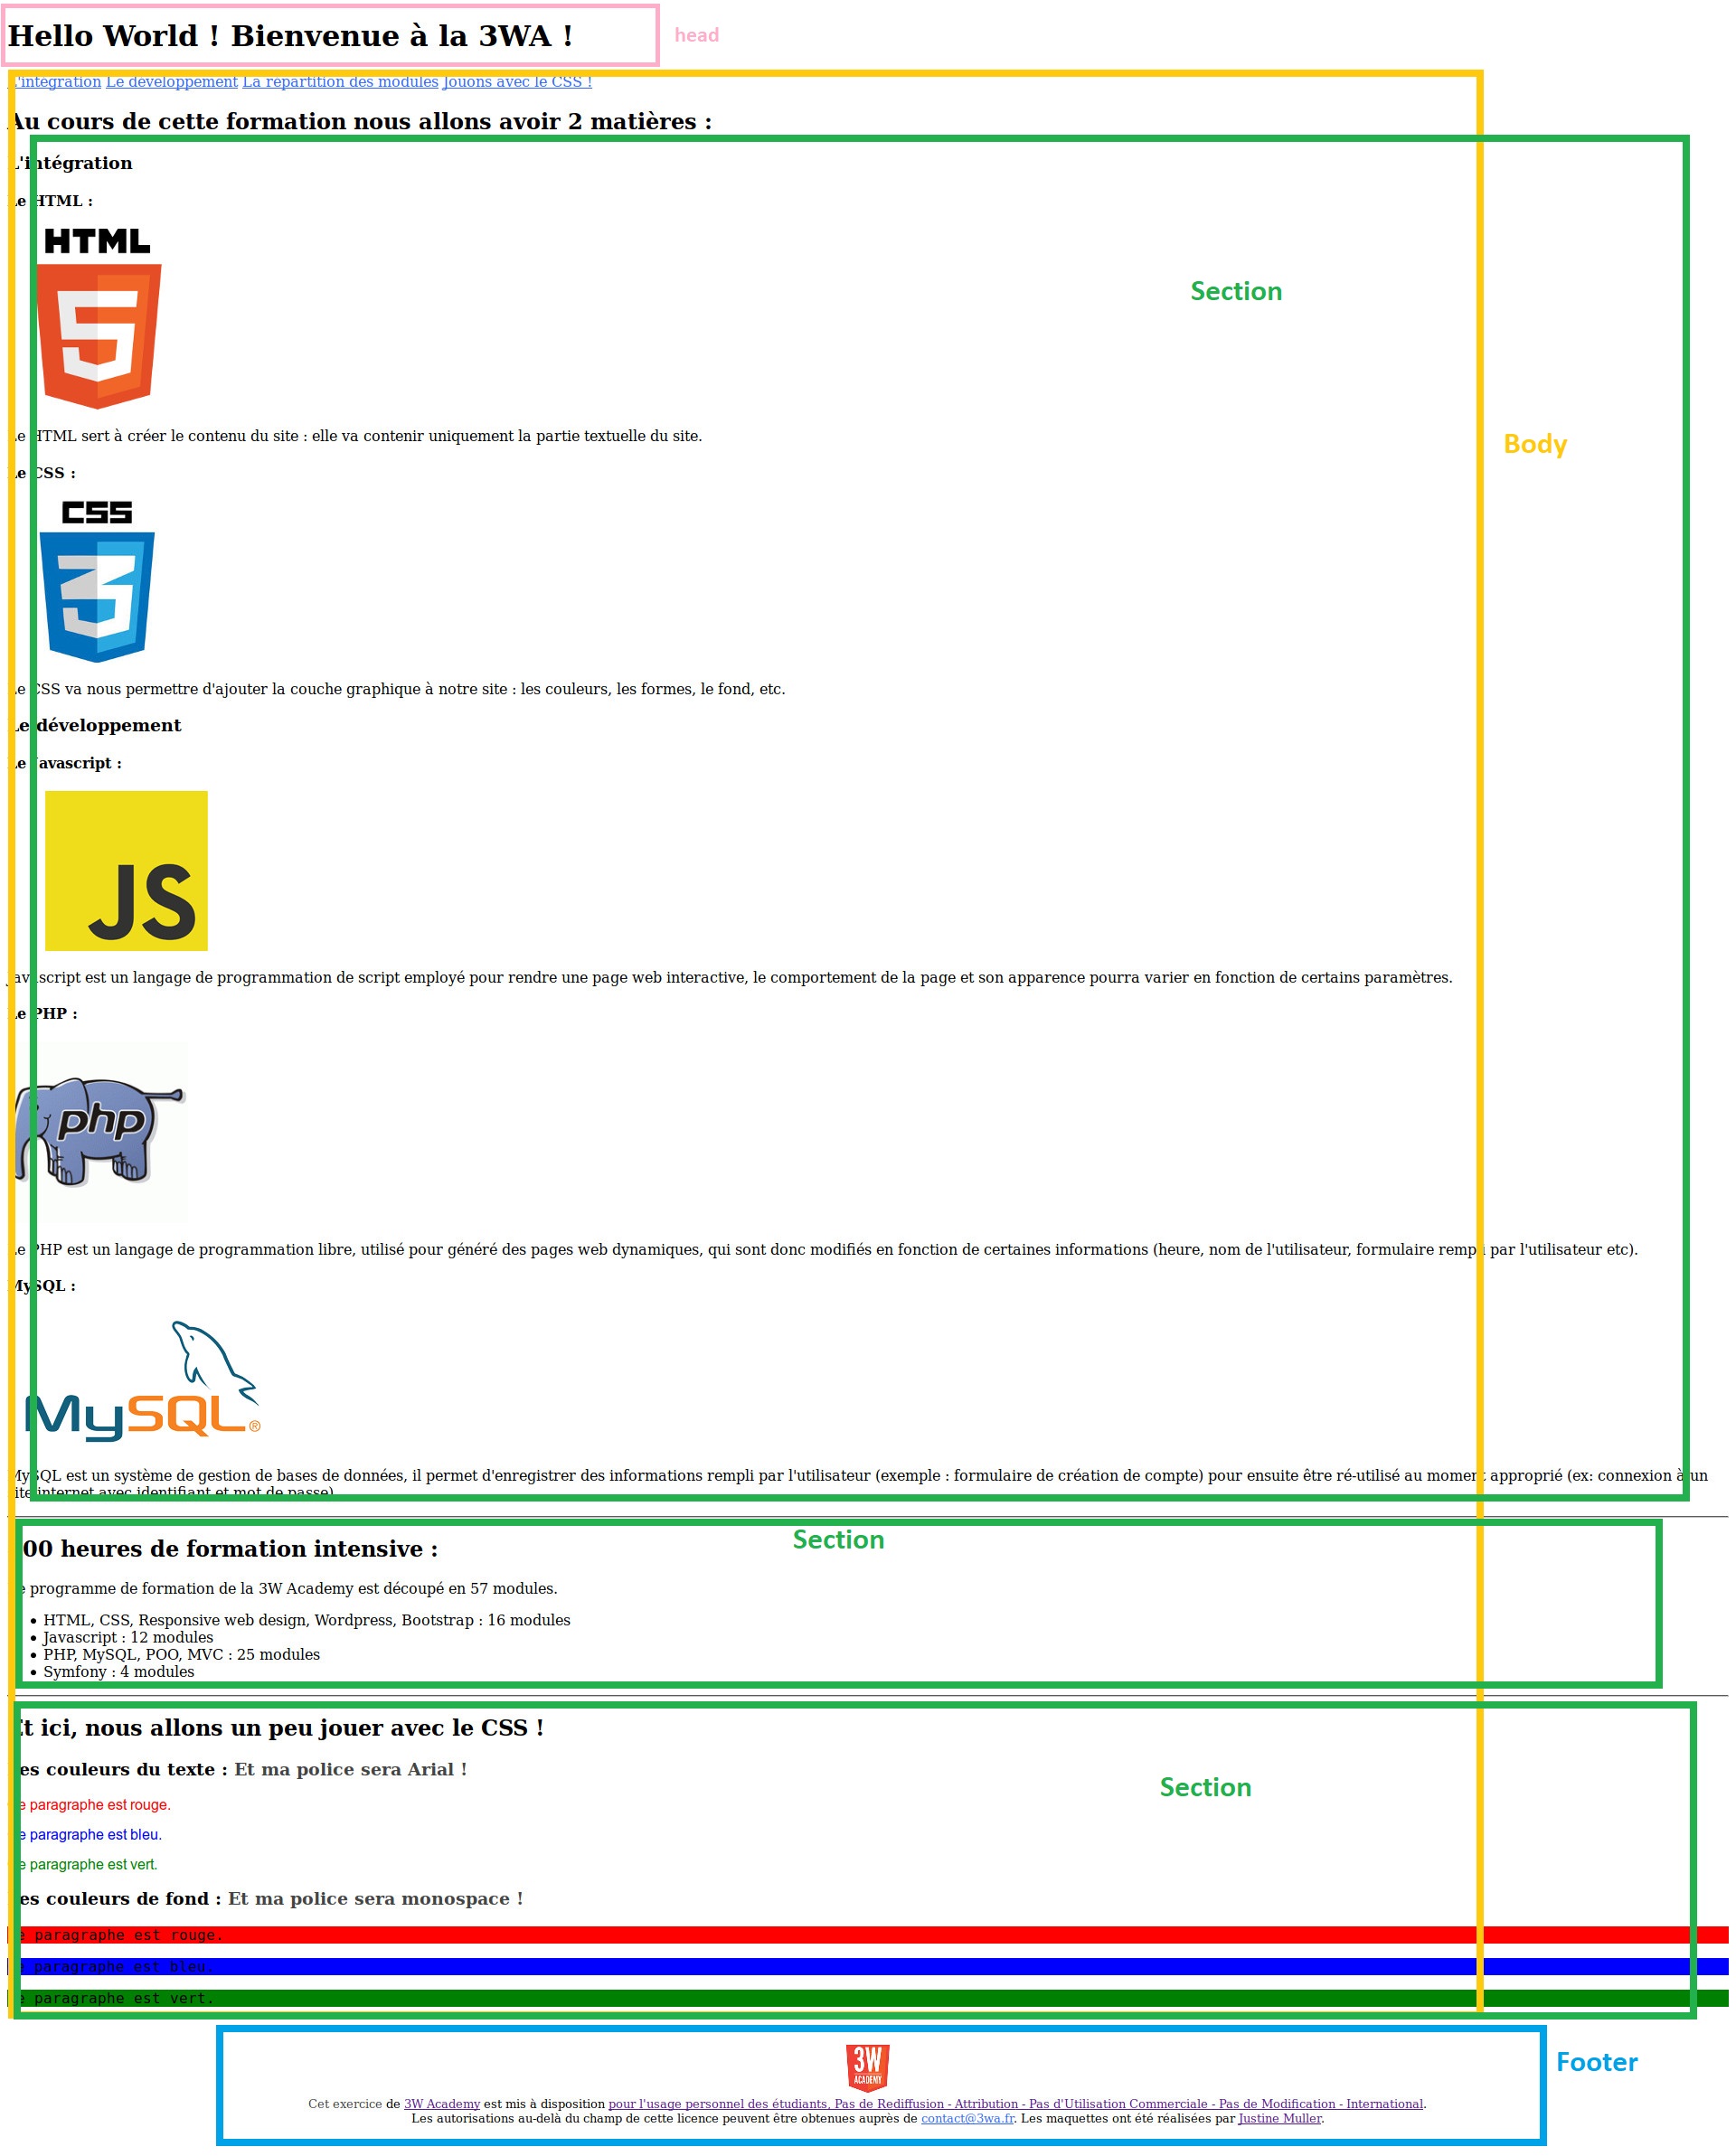 Hello World ! Bienvenue à la 3WA !
head
L'intégration Le développement La répartition des modules Jouons avec le CSS !
Au cours de cette formation nous allons avoir 2 matières :
L'intégration
Le HTML :
HTML
5
Section
Body
Le HTML sert à créer le contenu du site : elle va contenir uniquement la partie textuelle du site.
Le CSS :
CSS
3
Le CSS va nous permettre d'ajouter la couche graphique à notre site : les couleurs, les formes, le fond, etc.
Le développement
Le Javascript :
JS
Javascript est un langage de programmation de script employé pour rendre une page web interactive, le comportement de la page et son apparence pourra varier en fonction de certains paramètres.
Le PHP :
php
Le PHP est un langage de programmation libre, utilisé pour généré des pages web dynamiques, qui sont donc modifiés en fonction de certaines informations (heure, nom de l'utilisateur, formulaire rempli par l'utilisateur etc).
MySQL :
MySQL®
MySQL est un système de gestion de bases de données, il permet d'enregistrer des informations rempli par l'utilisateur (exemple : formulaire de création de compte) pour ensuite être ré-utilisé au moment approprié (ex: connexion à un
site internet avec identifiant et mot de passe)
Section
00 heures de formation intensive :
programme de formation de la 3W Academy est découpé en 57 modules.
• HTML, CSS, Responsive web design, Wordpress, Bootstrap : 16 modules
• Javascript : 12 modules
• PHP, MySQL, POO, MVC : 25 modules
• Symfony : 4 modules
Et ici, nous allons un peu jouer avec le CSS !
Les couleurs du texte : Et ma police sera Arial !
Section
Ce paragraphe est rouge.
Ce paragraphe est bleu.
Ce paragraphe est vert.
Les couleurs de fond : Et ma police sera monospace !
Ce paragraphe est rouge.
Ce paragraphe est bleu.
Ce paragraphe est vert.
3W
ACADEMY
Footer
Cet exercice de 3W Academy est mis à disposition pour l'usage personnel des étudiants, Pas de Rediffusion - Attribution - Pas d'Utilisation Commerciale - Pas de Modification - International.
Les autorisations au-delà du champ de cette licence peuvent être obtenues auprès de contact@3wa.fr. Les maquettes ont été réalisées par Justine Muller.